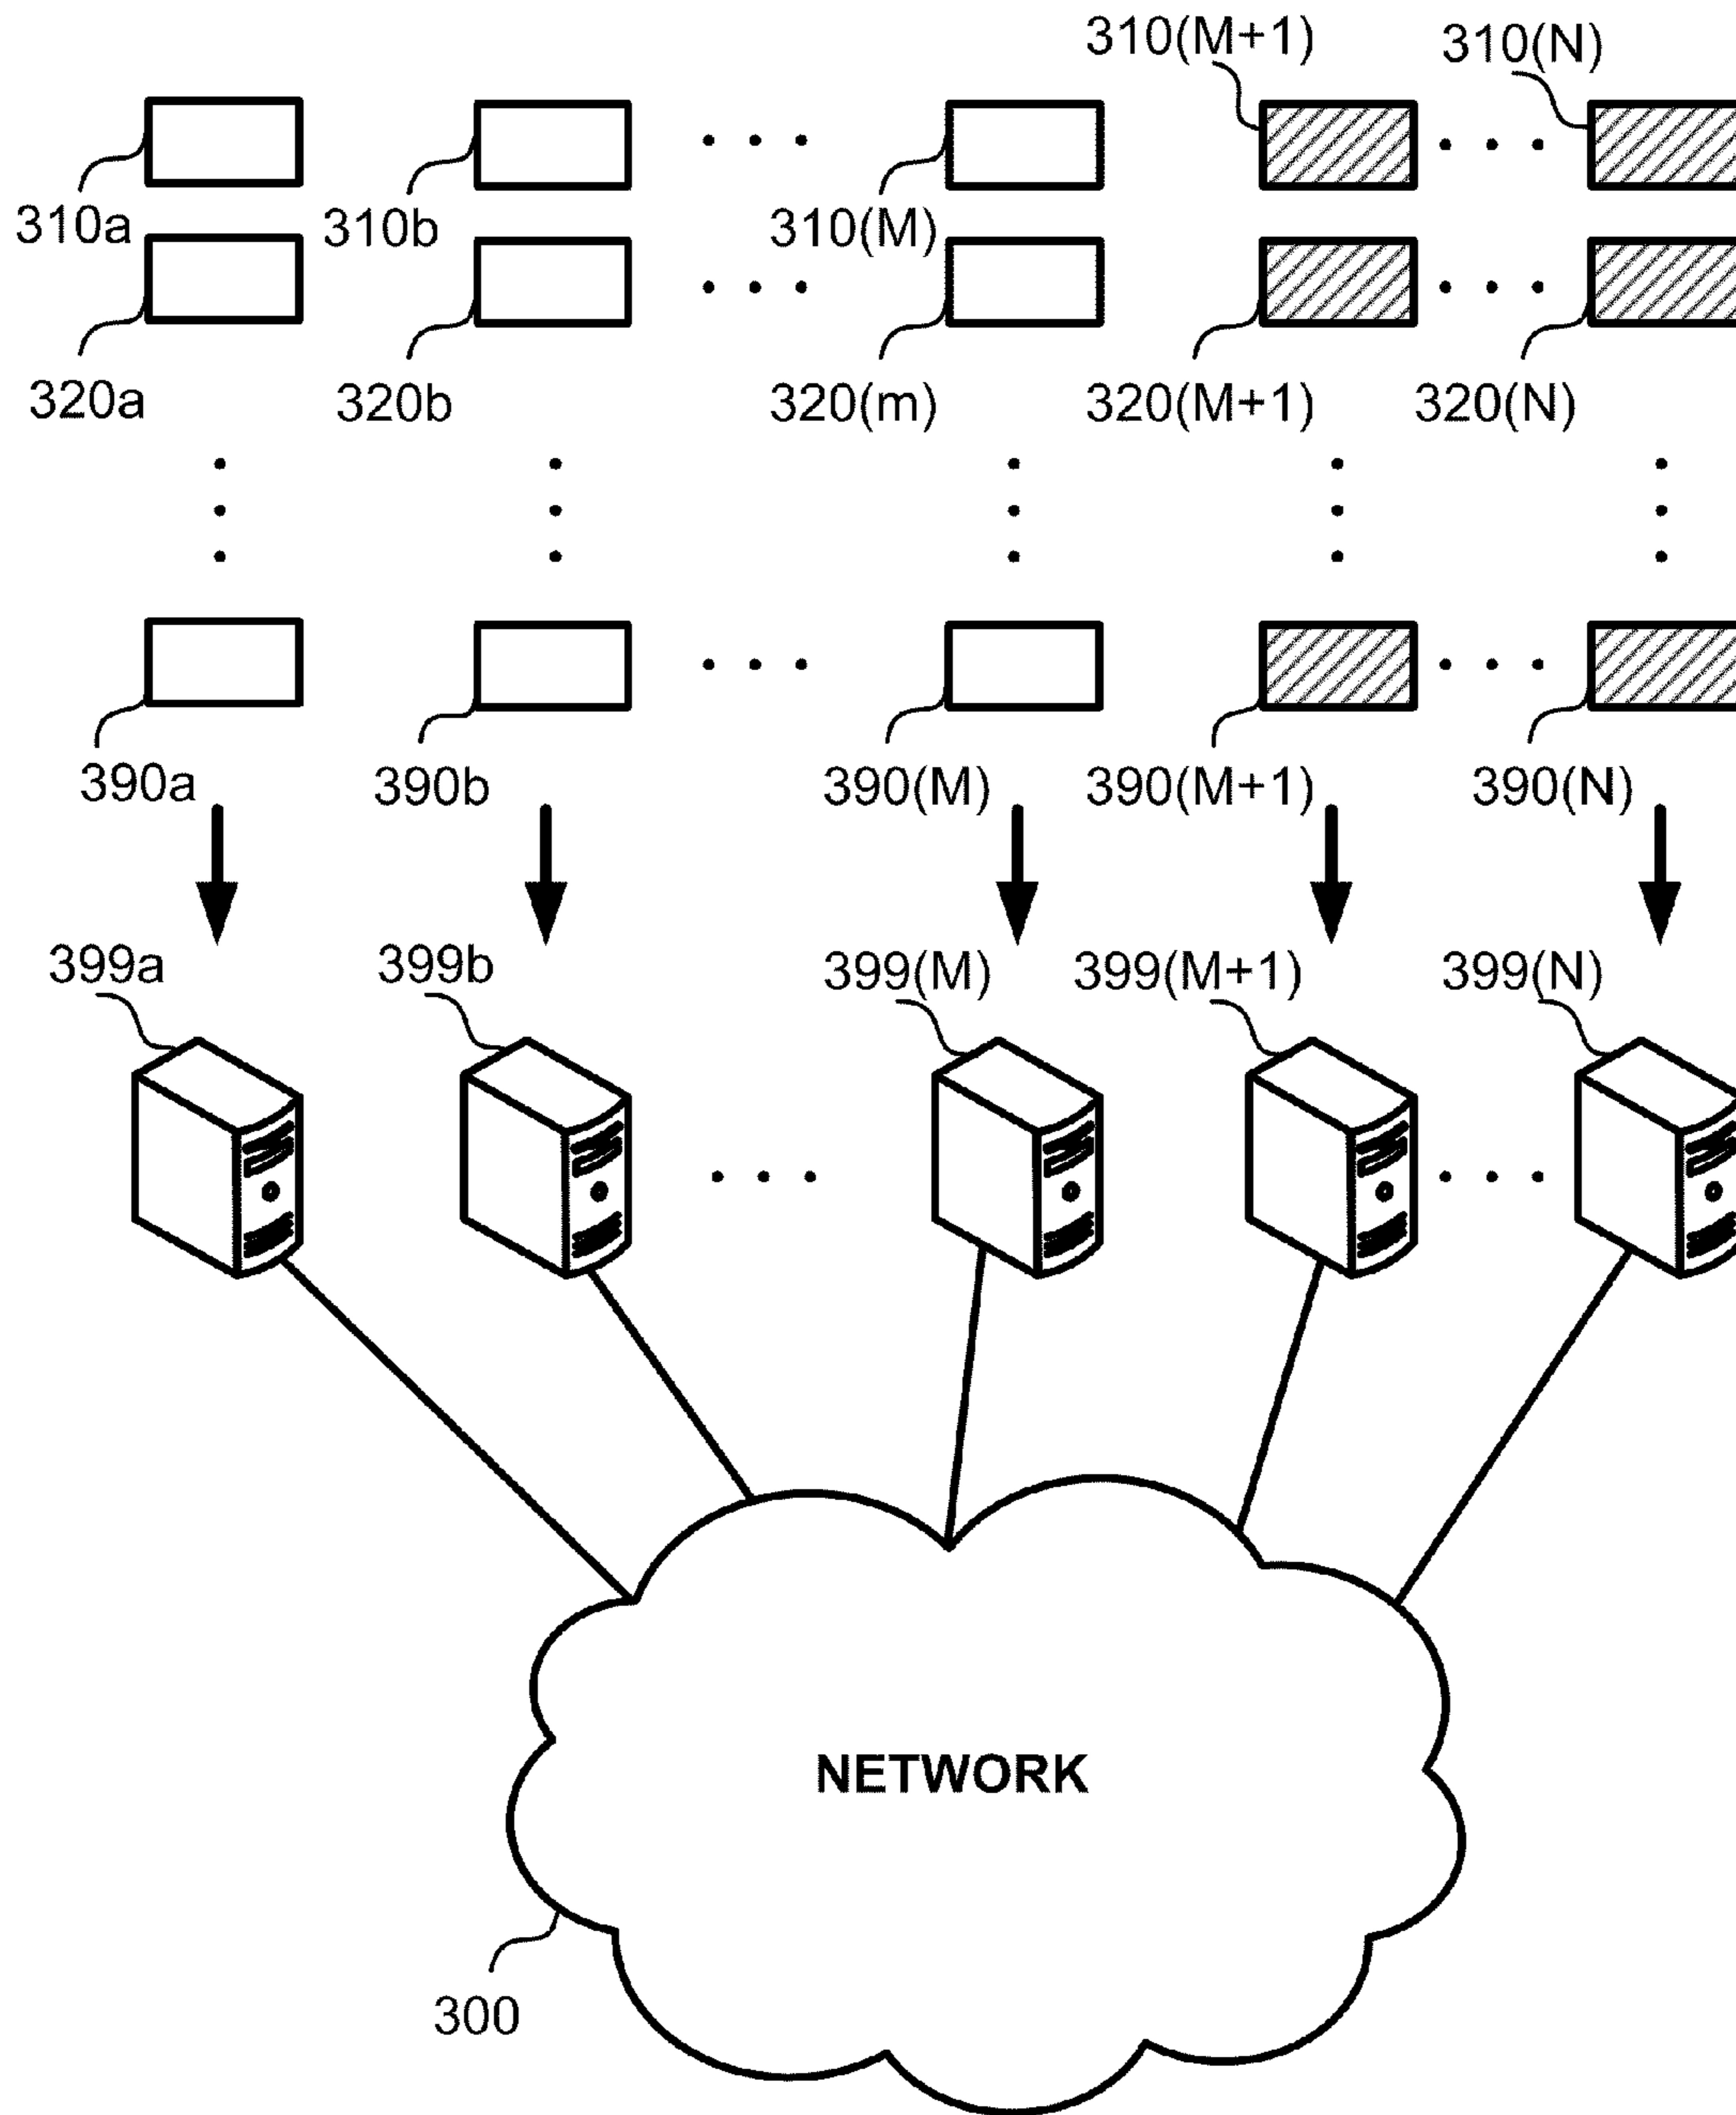 310(M+1) 310(N)
310a 310b 310(M)
320a 320b 320(m) 320(M+1) 320(N)
390a 390b 390(M) 390(M+1) 390(N)
399a 399b 399(M) 399(M+1) 399(N)
NETWORK
300